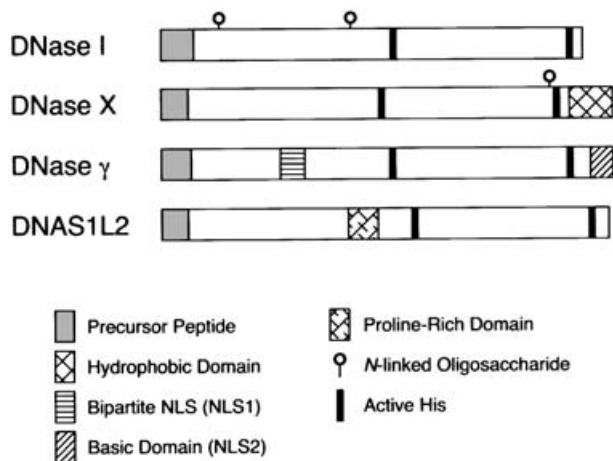 DNase I
DNase X
DNase γ
DNAS1L2
Precursor Peptide
Hydrophobic Domain
Bipartite NLS (NLS1)
Basic Domain (NLS2)
Proline-Rich Domain
N-linked Oligosaccharide
Active His